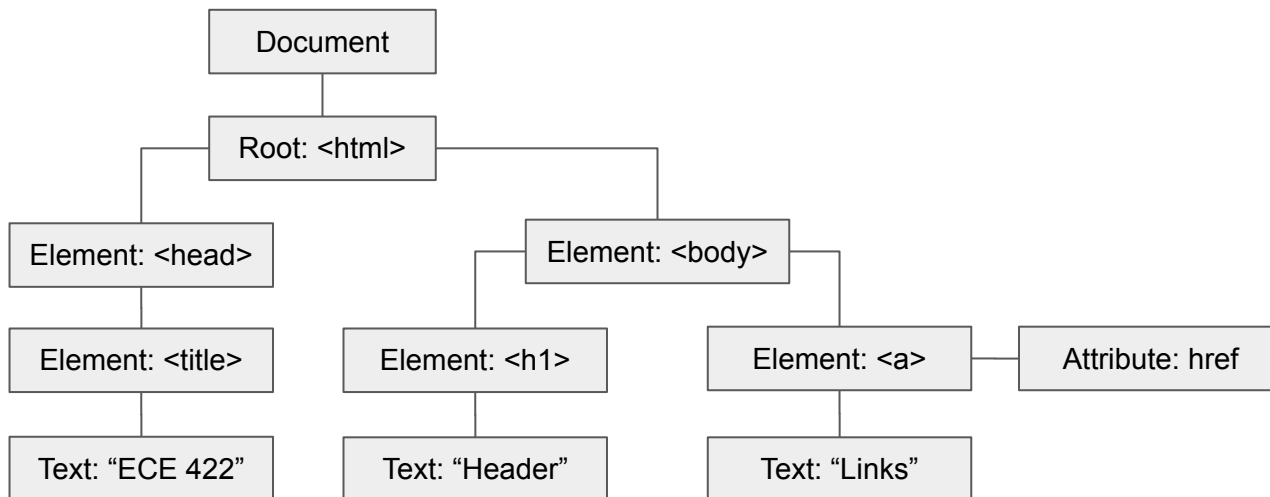 Document
Root: <html>
Element: <head>
Element: <body>
Element: <title>
Element: <h1>
Element: <a>
Attribute: href
Text: “ECE 422”
Text: “Header”
Text: “Links”